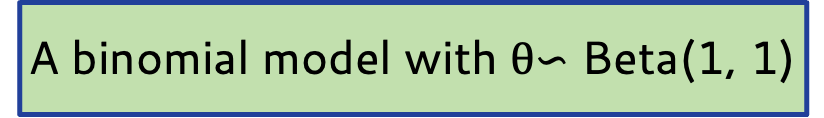 A binomial model with θ∽ Beta(1, 1)